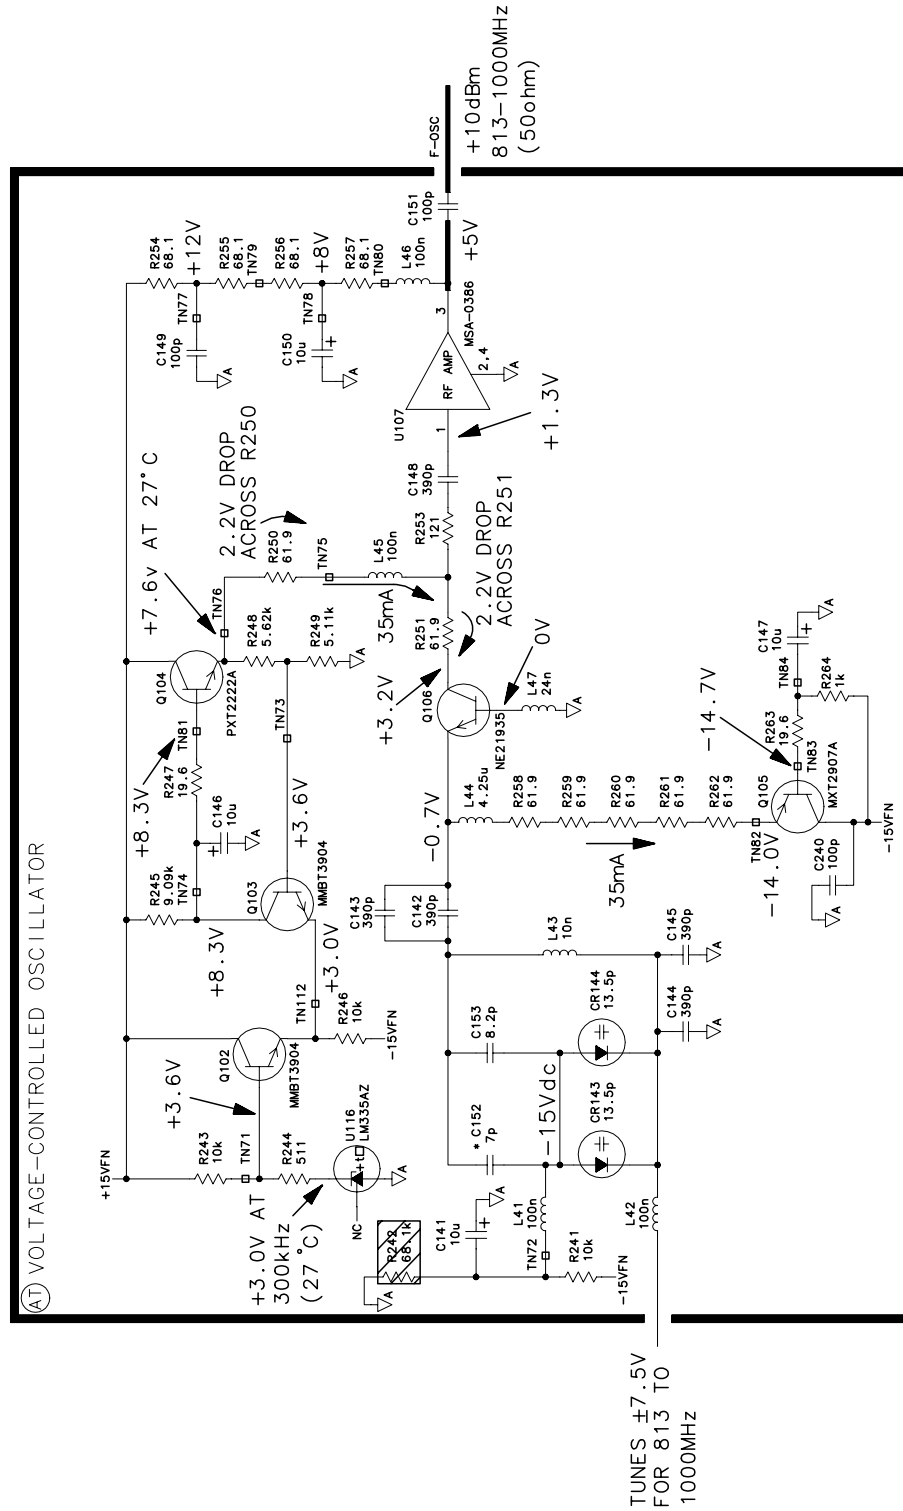 AT VOLTAGE-CONTROLLED OSCILLATOR
+15VFN
R243
10k
TN71
R244
511
+3.6V
Q102
MMBT3904
U116
LM335AZ
+t
NC
A
+3.0V AT
300kHz
(27°C)
TN112
R246
10k
-15VFN
+3.0V
R245
9.09k
TN74
+8.3V
Q103
MMBT3904
C146
10u
+
A
R247
19.6
TN81
+8.3V
+3.6V
TN73
Q104
PXT2222A
+7.6v AT 27°C
TN76
R248
5.62k
R249
5.11k
A
2.2V DROP
ACROSS R250
R250
61.9
TN75
L45
100n
35mA
R254
68.1
+12V
TN77
C149
100p
A
R255
68.1
TN79
R256
68.1
+8V
TN78
C150
10u
+
A
R257
68.1
TN80
L46
100n
+5V
C151
100p
F-OSC
+10dBm
813-1000MHz
(50ohm)
U107
RF AMP
MSA-0386
1
3
2,4
A
+1.3V
C148
390p
R253
121
R251
61.9
2.2V DROP
ACROSS R251
+3.2V
Q106
NE21935
0V
L47
24n
A
-0.7V
L44
4.25u
R258
61.9
R259
61.9
R260
61.9
R261
61.9
R262
61.9
35mA
TN82
-14.0V
Q105
MXT2907A
-14.7V
TN83
R263
19.6
TN84
C147
10u
+
A
R264
1k
-15VFN
C240
100p
A
C143
390p
C142
390p
L43
10n
C145
390p
A
C144
390p
A
C153
8.2p
* C152
7p
-15Vdc
CR144
13.5p
CR143
13.5p
R242
68.1k
A
C141
10u
+
A
L41
100n
TN72
R241
10k
-15VFN
L42
100n
TUNES ±7.5V
FOR 813 TO
1000MHz